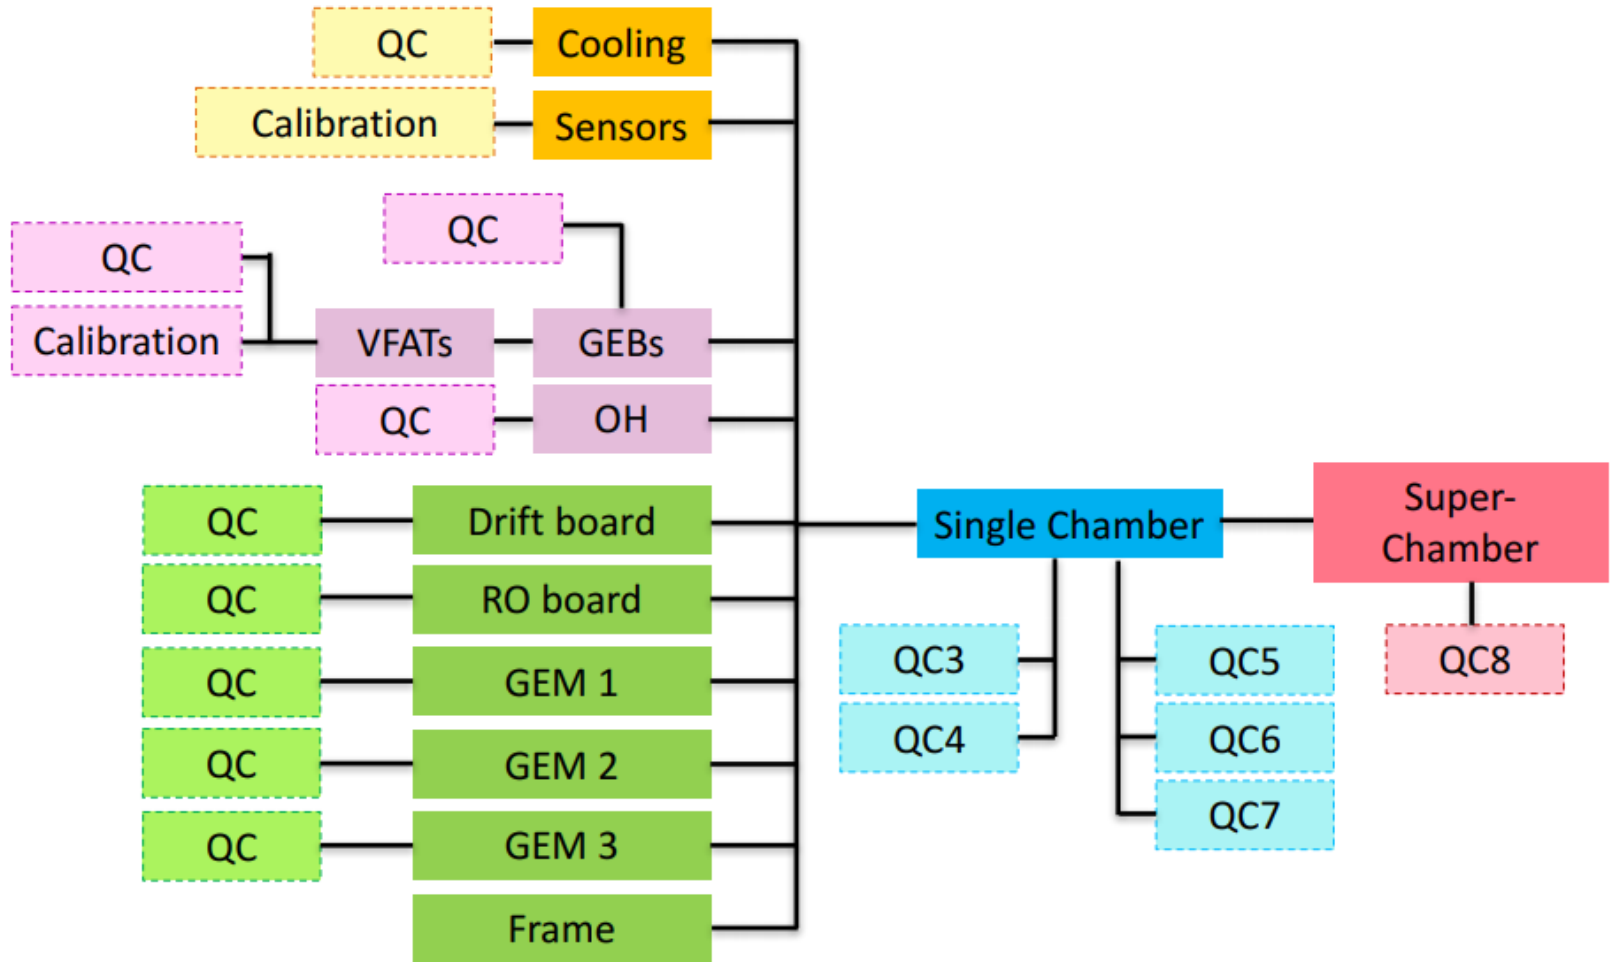 QC
Cooling
Calibration
Sensors
QC
QC
Calibration
VFATs
GEBs
QC
OH
QC
Drift board
QC
RO board
QC
GEM 1
QC
GEM 2
QC
GEM 3
Frame
Single Chamber
Super-
Chamber
QC3
QC4
QC5
QC6
QC7
QC8